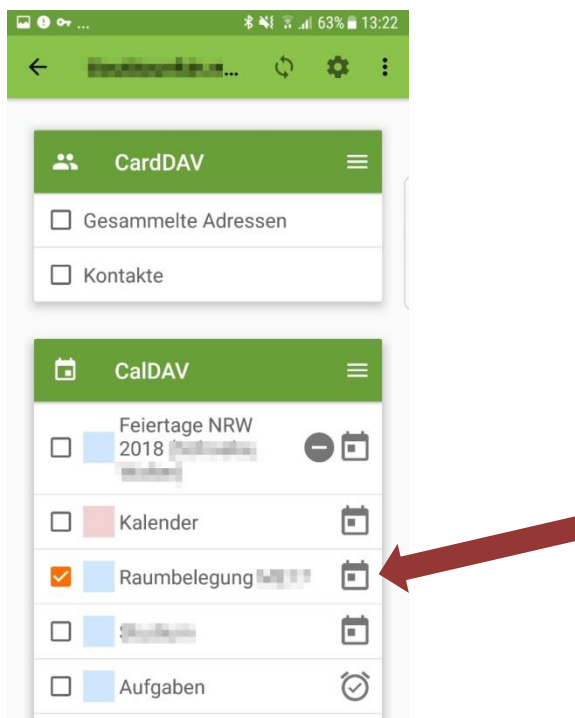 ... 63% 13:22
...
CardDAV
Gesammelte Adressen
Kontakte
CalDAV
Feiertage NRW
2018
Kalender
Raumbelegung
Aufgaben